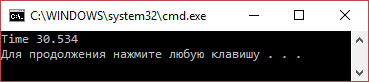 C:\WINDOWS\system32\cmd.exe
Time 30.534
Для продолжения нажмите любую клавишу . . .